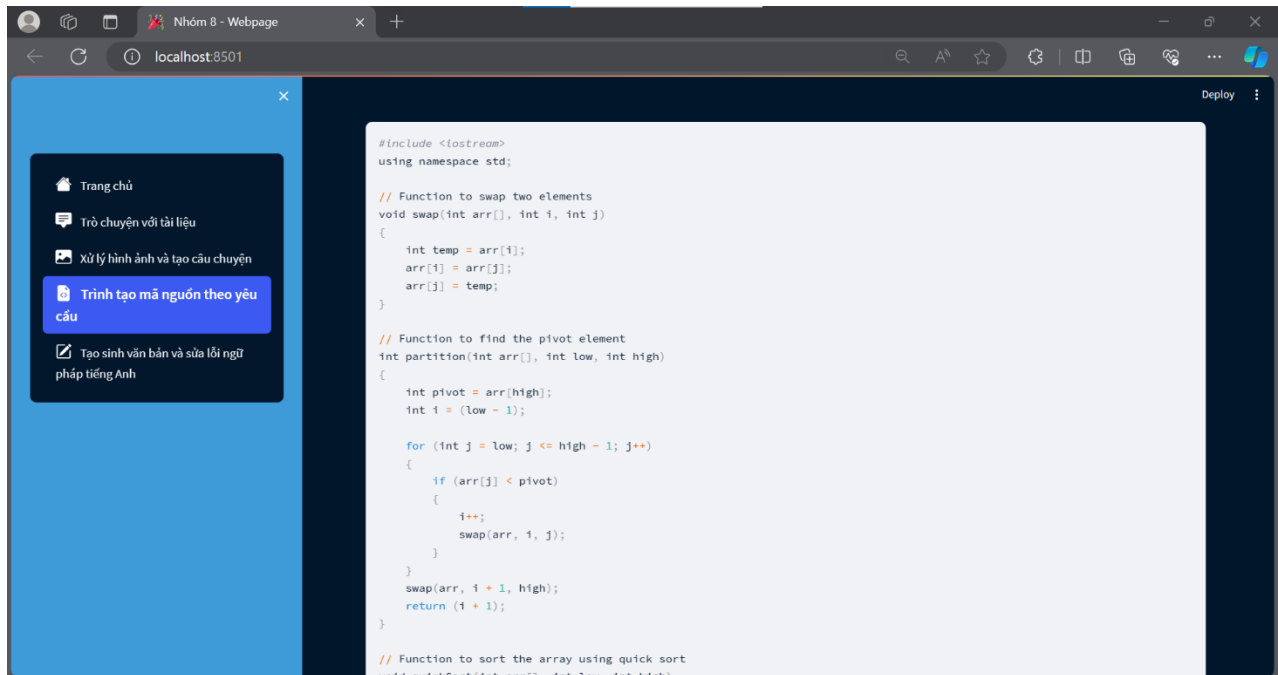 Nhóm 8 - Webpage
localhost:8501
Deploy
Trang chủ
Trò chuyện với tài liệu
Xử lý hình ảnh và tạo câu chuyện
Trình tạo mã nguồn theo yêu
cầu
Tạo sinh văn bản và sửa lỗi ngữ
pháp tiếng Anh
#include <iostream>
using namespace std;
// Function to swap two elements
void swap(int arr[], int i, int j)
{
int temp = arr[i];
arr[i] = arr[j];
arr[j] = temp;
}
// Function to find the pivot element
int partition(int arr[], int low, int high)
{
int pivot = arr[high];
int i = (low - 1);
for (int j = low; j <= high - 1; j++)
{
if (arr[j] < pivot)
{
i++;
swap(arr, i, j);
}
}
swap(arr, i + 1, high);
return (i + 1);
}
// Function to sort the array using quick sort